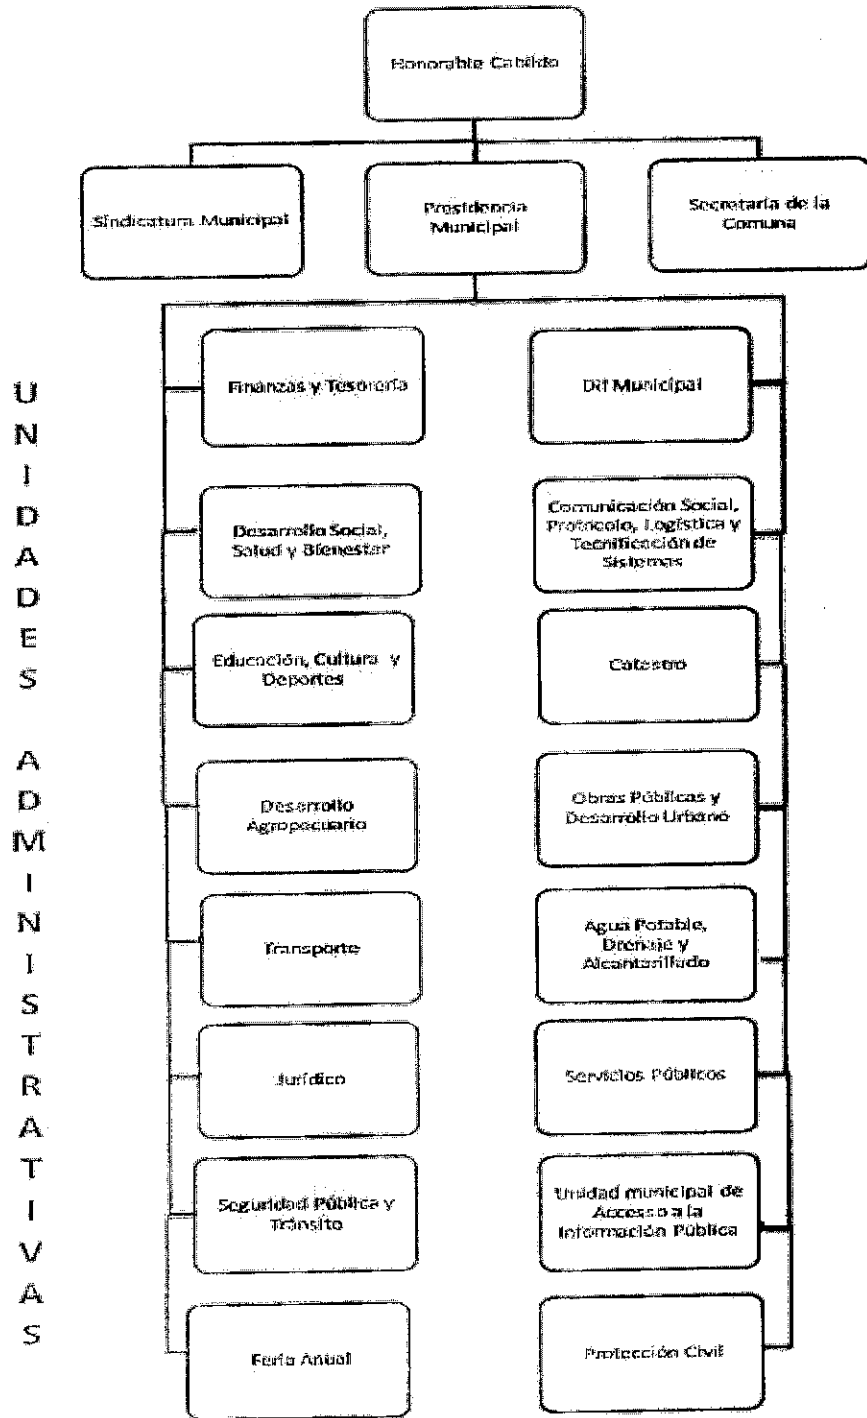 Honorable Cabildo
Sindicatura Municipal
Presidencia
Municipal
Secretaría de la
Comuna
UNIDADES ADMINISTRATIVAS
Finanzas y Tesorería
Dif Municipal
Desarrollo Social,
Salud y Bienestar
Comunicación Social,
Protocolo, Logística y
Tecnificación de
Sistemas
Educación, Cultura y
Deportes
Catastro
Desarrollo
Agropecuario
Obras Públicas y
Desarrollo Urbano
Transporte
Agua Potable,
Drenaje y
Alcantarillado
Jurídico
Servicios Públicos
Seguridad Pública y
Tránsito
Unidad municipal de
Acceso a la
Información Pública
Feria Anual
Protección Civil